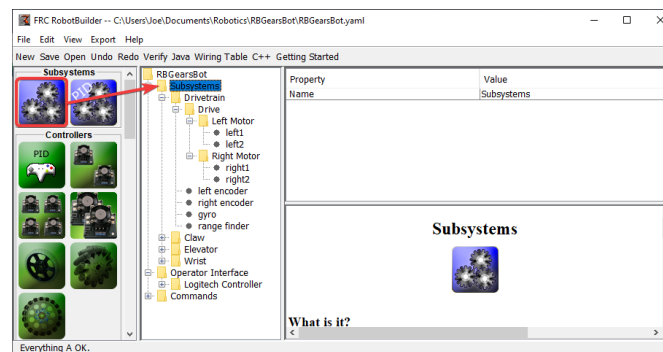 FRC RobotBuilder -- C:\Users\Joe\Documents\Robotics\RBGearsBot\RBGearsBot.yaml
File Edit View Export Help
New Save Open Undo Redo Verify Java Wiring Table C++ Getting Started
Subsystems
PID
Controllers
PID
RBGearsBot
Subsystems
Drivetrain
Drive
Left Motor
left1
left2
Right Motor
right1
right2
left encoder
right encoder
gyro
range finder
Claw
Elevator
Wrist
Operator Interface
Logitech Controller
Commands
Property Value
Name Subsystems
Subsystems
What is it?
Everything A OK.